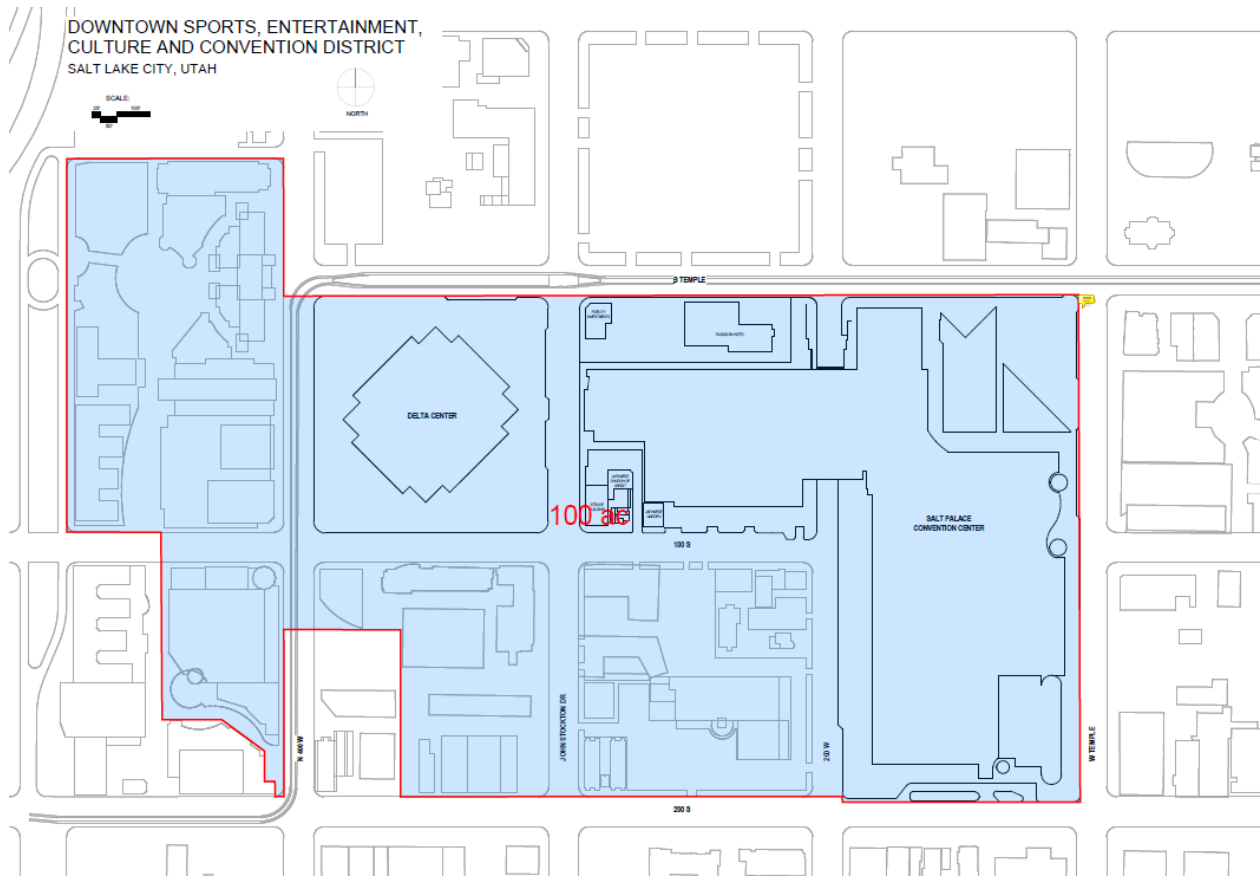 DOWNTOWN SPORTS, ENTERTAINMENT,
CULTURE AND CONVENTION DISTRICT
SALT LAKE CITY, UTAH
SCALE:
NORTH
S TEMPLE
DELTA CENTER
100 ac
SALT PALACE
CONVENTION CENTER
100 S
JOHN STOCKTON DR
N 400 W
200 W
W TEMPLE
200 S